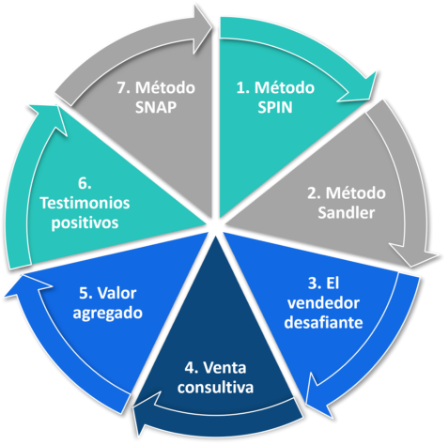 1. Método
SPIN
2. Método
Sandler
3. El
vendedor
desafiante
4. Venta
consultiva
5. Valor
agregado
6.
Testimonios
positivos
7. Método
SNAP